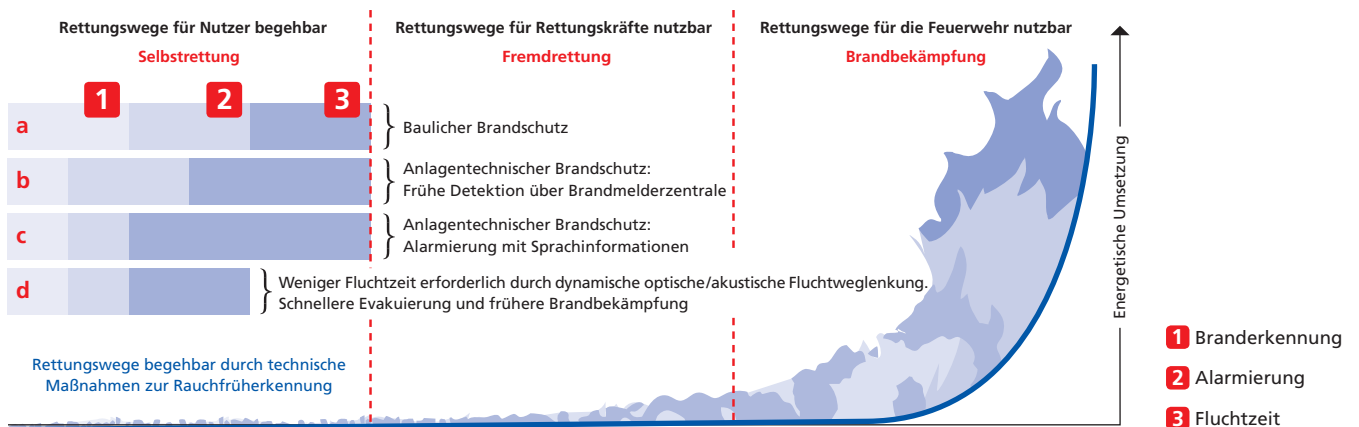 Rettungswege für Nutzer begehbar
Selbstrettung
Rettungswege für Rettungskräfte nutzbar
Fremdrettung
Rettungswege für die Feuerwehr nutzbar
Brandbekämpfung
1
2
3
a
Baulicher Brandschutz
b
Anlagentechnischer Brandschutz:
Frühe Detektion über Brandmelderzentrale
c
Anlagentechnischer Brandschutz:
Alarmierung mit Sprachinformationen
d
Weniger Fluchtzeit erforderlich durch dynamische optische/akustische Fluchtweglenkung.
Schnellere Evakuierung und frühere Brandbekämpfung
Rettungswege begehbar durch technische
Maßnahmen zur Rauchfrüherkennung
Energetische Umsetzung
1 Branderkennung
2 Alarmierung
3 Fluchtzeit